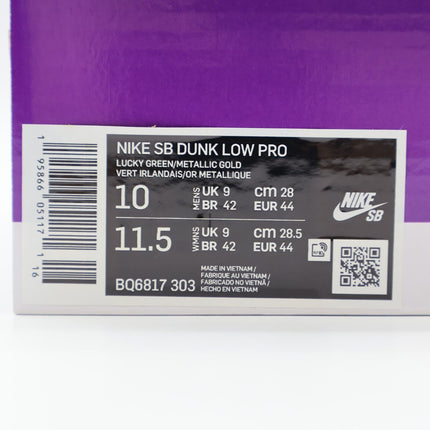 NIKE SB DUNK LOW PRO
LUCKY GREEN/METALLIC GOLD
VERT IRLANDAIS/OR METALLIQUE
10 MENS UK 9 cm 28
BR 42 EUR 44
11.5 WMNS UK 9 cm 28.5
BR 42 EUR 44
MADE IN VIETNAM /
FABRIQUE AU VIETNAM /
FABRICADO NO VIETNÃ /
HECHO EN VIETNAM
BQ6817 303
NIKE
SB
1 95866 05117 1 16